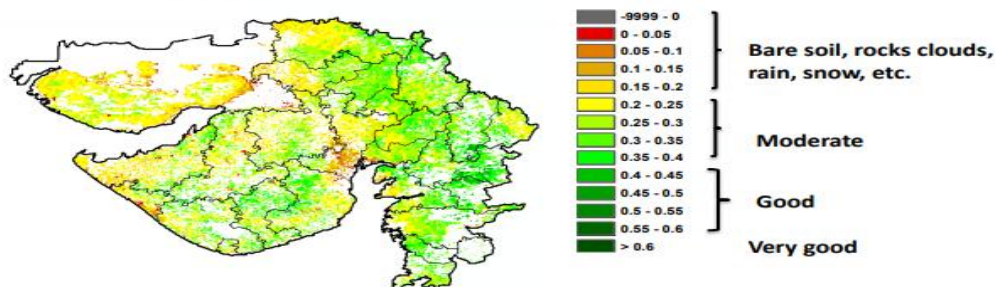 -9999 - 0
0 - 0.05
0.05 - 0.1
0.1 - 0.15
0.15 - 0.2
0.2 - 0.25
0.25 - 0.3
0.3 - 0.35
0.35 - 0.4
0.4 - 0.45
0.45 - 0.5
0.5 - 0.55
0.55 - 0.6
> 0.6
Bare soil, rocks clouds,
rain, snow, etc.
Moderate
Good
Very good